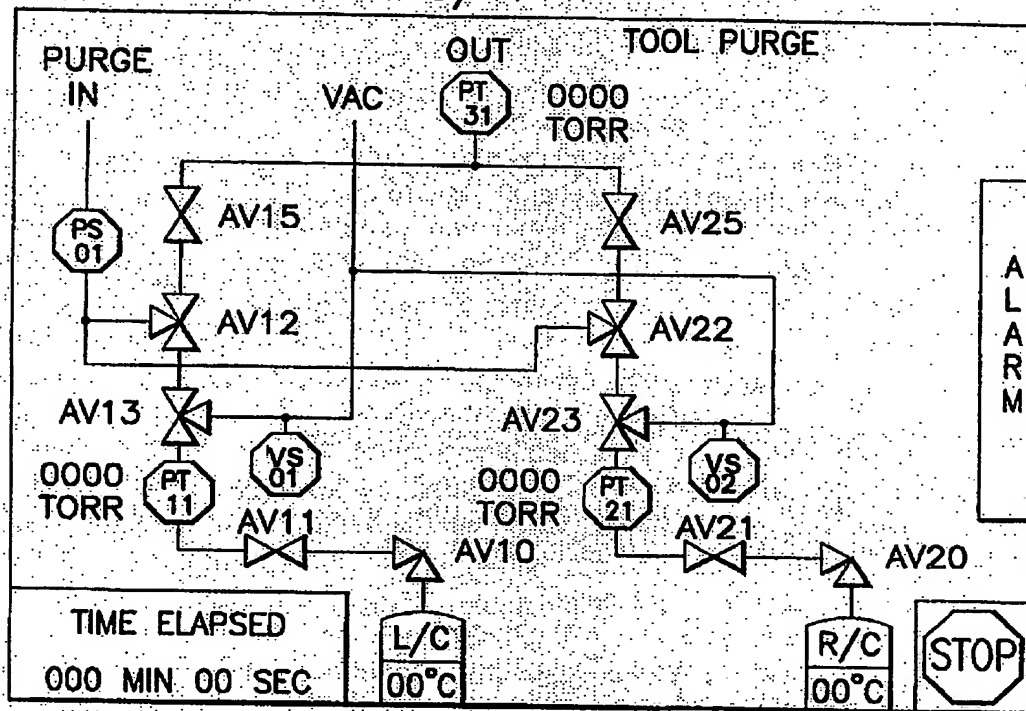 TOOL PURGE
PURGE
IN
VAC
OUT
PT
31
0000
TORR
PS
01
AV15
AV25
AV12
AV22
AV13
AV23
VS
01
VS
02
0000
TORR
PT
11
0000
TORR
PT
21
AV11
AV10
AV21
AV20
ALARM
TIME ELAPSED
000 MIN 00 SEC
L/C
00°C
R/C
00°C
STOP